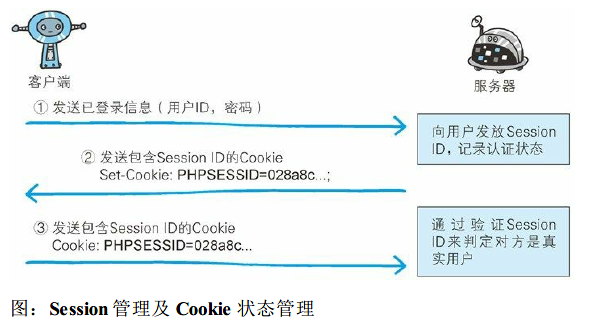 客户端
服务器
① 发送已登录信息（用户ID，密码）
向用户发放Session
ID，记录认证状态
② 发送包含Session ID的Cookie
Set-Cookie: PHPSESSID=028a8c...;
③ 发送包含Session ID的Cookie
Cookie: PHPSESSID=028a8c...
通过验证Session
ID来判定对方是真
实用户
图：Session 管理及 Cookie 状态管理